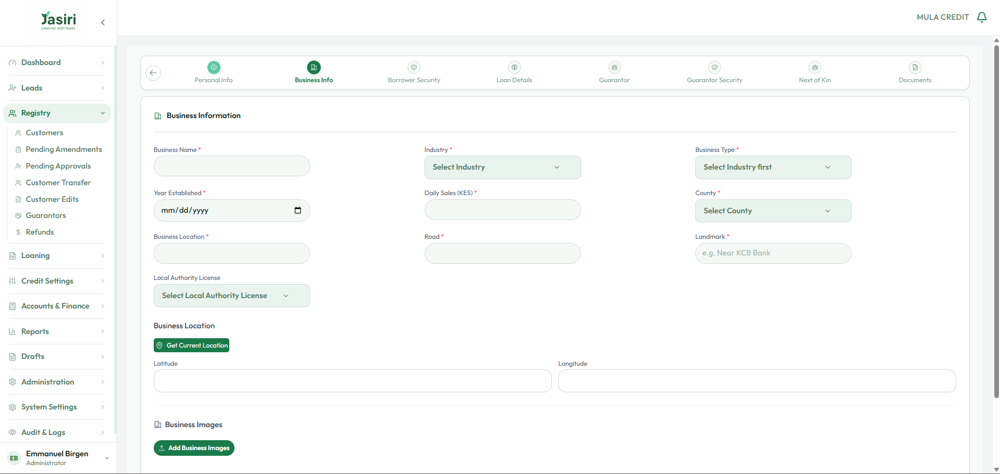 Jasiri
LENDING SOFTWARE
MULA CREDIT
Dashboard
Leads
Registry
Customers
Pending Amendments
Pending Approvals
Customer Transfer
Customer Edits
Guarantors
Refunds
Loaning
Credit Settings
Accounts & Finance
Reports
Drafts
Administration
System Settings
Audit & Logs
EB
Emmanuel Birgen
Administrator
Personal Info
Business Info
Borrower Security
Loan Details
Guarantor
Guarantor Security
Next of Kin
Documents
Business Information
Business Name *
Industry *
Business Type *
Select Industry
Select Industry first
Year Established *
Daily Sales (KES) *
County *
mm/dd/yyyy
Select County
Business Location *
Road *
Landmark *
e.g. Near KCB Bank
Local Authority License
Select Local Authority License
Business Location
Get Current Location
Latitude
Longitude
Business Images
Add Business Images